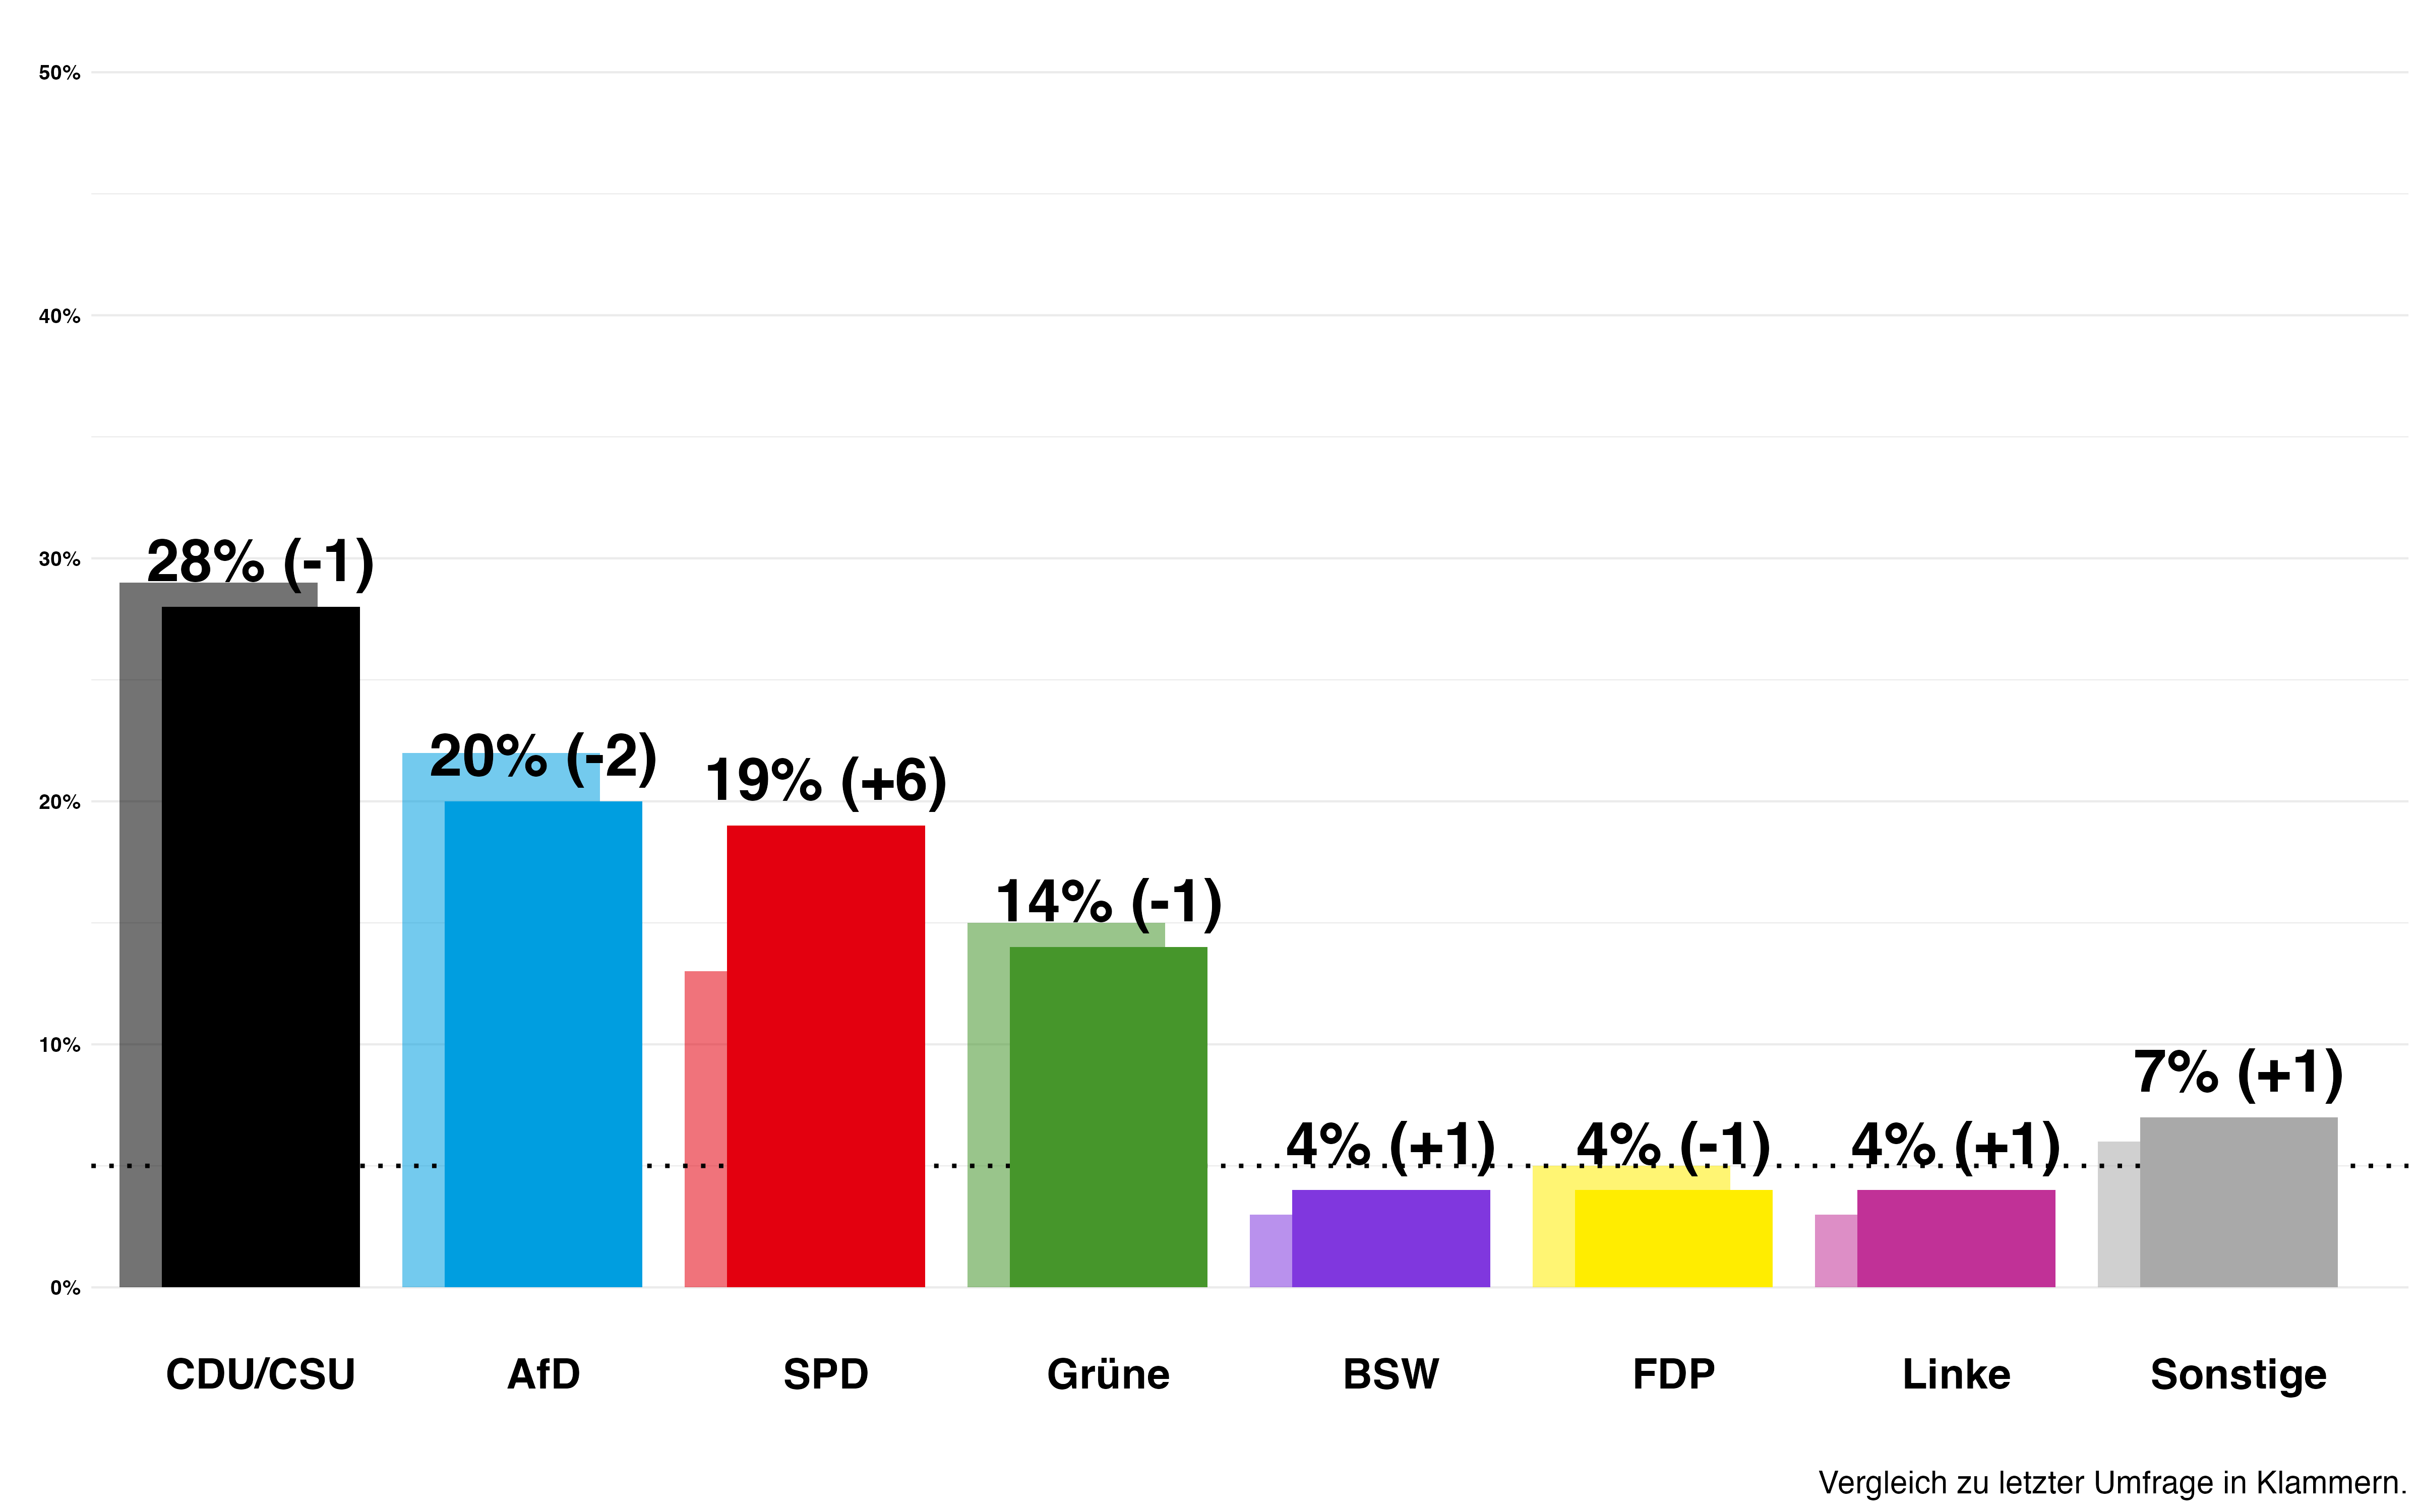 50%
40%
30%
20%
10%
0%
28% (-1)
20% (-2)
19% (+6)
14% (-1)
4% (+1)
4% (-1)
4% (+1)
7% (+1)
CDU/CSU
AfD
SPD
Grüne
BSW
FDP
Linke
Sonstige
Vergleich zu letzter Umfrage in Klammern.